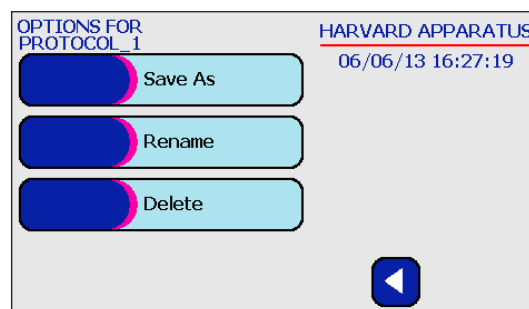 OPTIONS FOR
PROTOCOL_1
HARVARD APPARATUS
06/06/13 16:27:19
Save As
Rename
Delete